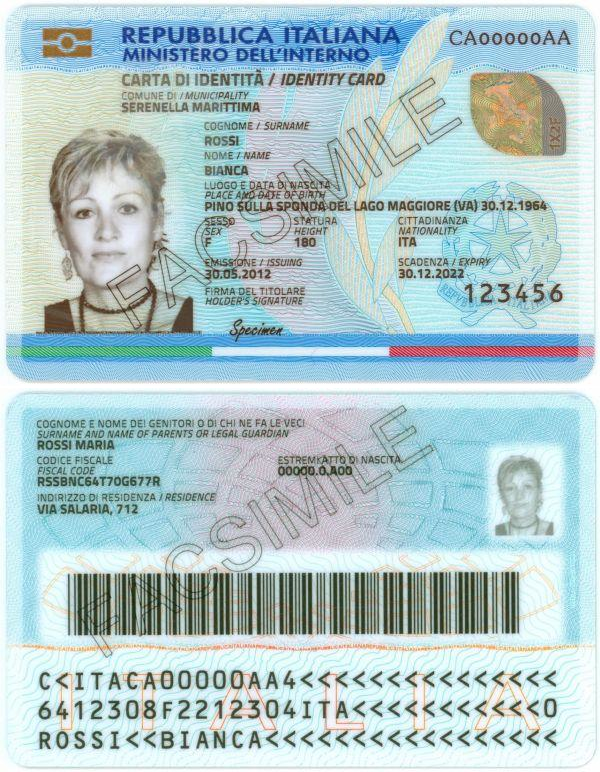 REPUBBLICA ITALIANA
MINISTERO DELL'INTERNO
CA00000AA
CARTA DI IDENTITÀ / IDENTITY CARD
COMUNE DI / MUNICIPALITY
SERENELLA MARITTIMA
COGNOME / SURNAME
ROSSI
NOME / NAME
BIANCA
LUOGO E DATA DI NASCITA
PLACE AND DATE OF BIRTH
PINO SULLA SPONDA DEL LAGO MAGGIORE (VA) 30.12.1964
SESSO STATURA CITTADINANZA
SEX HEIGHT NATIONALITY
F 180 ITA
EMISSIONE / ISSUING SCADENZA / EXPIRY
30.05.2012 30.12.2022
FIRMA DEL TITOLARE
HOLDER'S SIGNATURE
123456
Specimen
1X2F
FACSIMILE
COGNOME E NOME DEI GENITORI O DI CHI NE FA LE VECI
SURNAME AND NAME OF PARENTS OR LEGAL GUARDIAN
ROSSI MARIA
CODICE FISCALE ESTREMI ATTO DI NASCITA
FISCAL CODE 00000.0.A00
RSSBNC64T70G677R
INDIRIZZO DI RESIDENZA / RESIDENCE
VIA SALARIA, 712
FACSIMILE
ITALIA
C<ITACA00000AA4<<<<<<<<<<<<<<<
6412308F2212304ITA<<<<<<<<<<<0
ROSSI<<BIANCA<<<<<<<<<<<<<<<<<